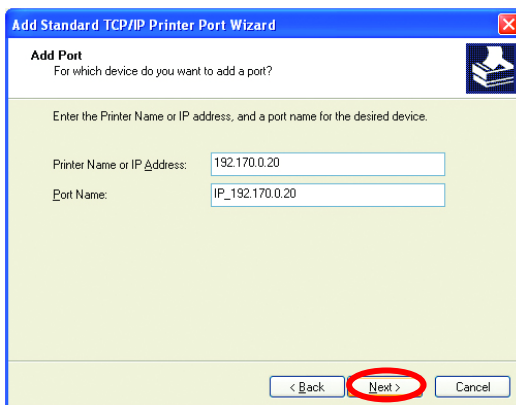 Add Standard TCP/IP Printer Port Wizard
Add Port
For which device do you want to add a port?
Enter the Printer Name or IP address, and a port name for the desired device.
Printer Name or IP Address: 192.170.0.20
Port Name: IP_192.170.0.20
< Back Next > Cancel